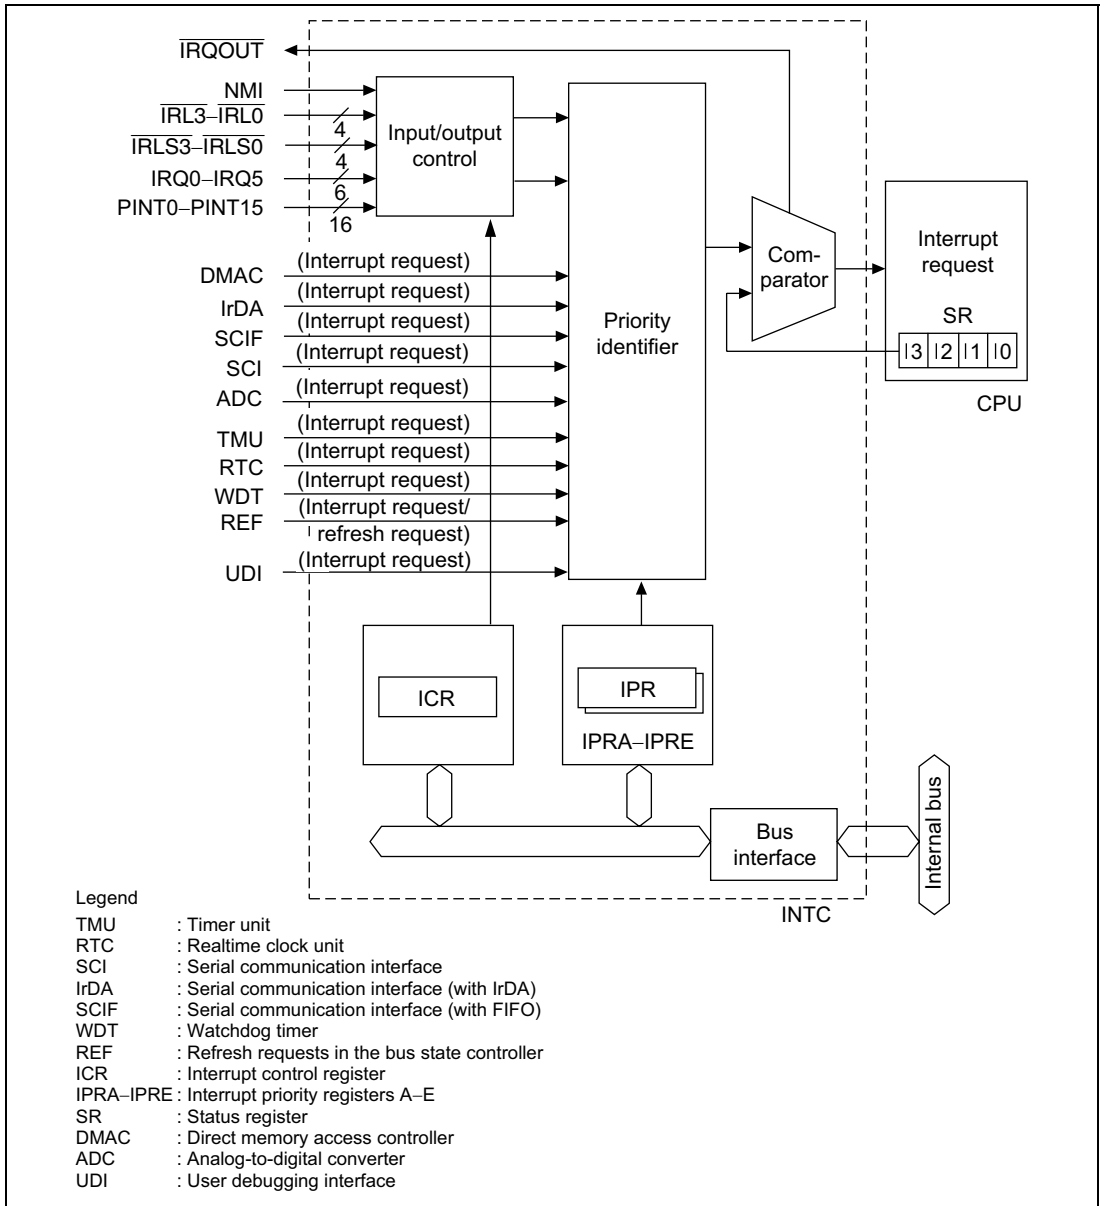 IRQOUT
NMI
IRL3–IRL0
4
IRLS3–IRLS0
4
IRQ0–IRQ5
6
PINT0–PINT15
16
Input/output
control
DMAC
(Interrupt request)
IrDA
(Interrupt request)
SCIF
(Interrupt request)
SCI
(Interrupt request)
ADC
(Interrupt request)
TMU
(Interrupt request)
RTC
(Interrupt request)
WDT
(Interrupt request)
REF
(Interrupt request/
refresh request)
UDI
(Interrupt request)
Priority
identifier
Com-
parator
Interrupt
request
SR
I3 I2 I1 I0
CPU
ICR
IPR
IPRA–IPRE
Bus
interface
Internal bus
INTC
Legend
TMU : Timer unit
RTC : Realtime clock unit
SCI : Serial communication interface
IrDA : Serial communication interface (with IrDA)
SCIF : Serial communication interface (with FIFO)
WDT : Watchdog timer
REF : Refresh requests in the bus state controller
ICR : Interrupt control register
IPRA–IPRE : Interrupt priority registers A–E
SR : Status register
DMAC : Direct memory access controller
ADC : Analog-to-digital converter
UDI : User debugging interface